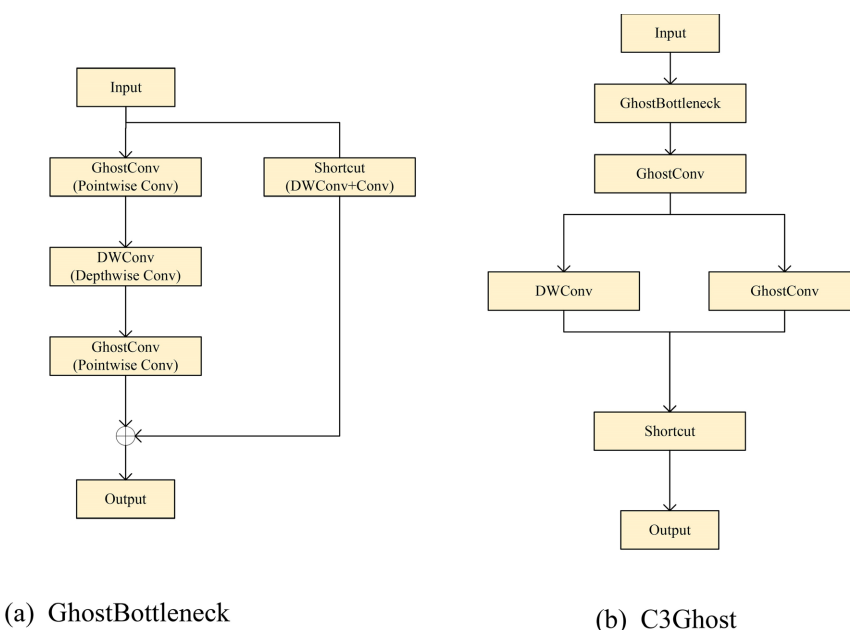 Input
GhostConv
(Pointwise Conv)
Shortcut
(DWConv+Conv)
DWConv
(Depthwise Conv)
GhostConv
(Pointwise Conv)
Output
(a) GhostBottleneck
Input
GhostBottleneck
GhostConv
DWConv
GhostConv
Shortcut
Output
(b) C3Ghost